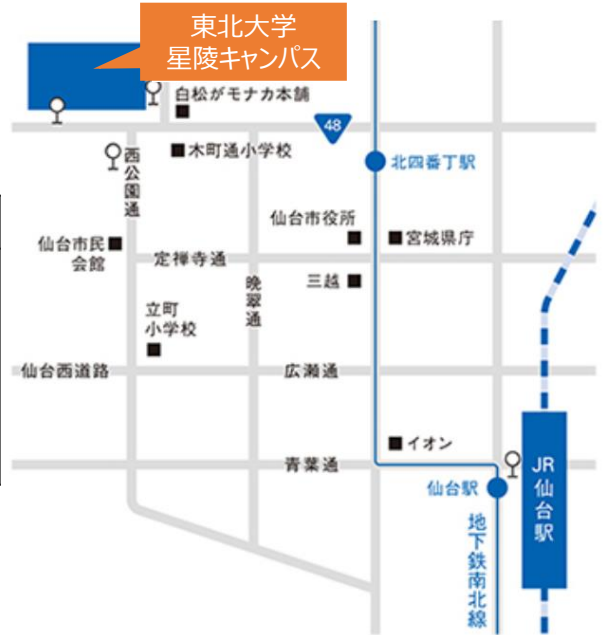 東北大学
星陵キャンパス
白松がモナカ本舗
48
木町通小学校
北四番丁駅
西公園通
仙台市役所
宮城県庁
仙台市民
会館
定禅寺通
三越
晩翠通
立町
小学校
仙台西道路
広瀬通
イオン
青葉通
仙台駅
JR
仙台駅
地下鉄南北線